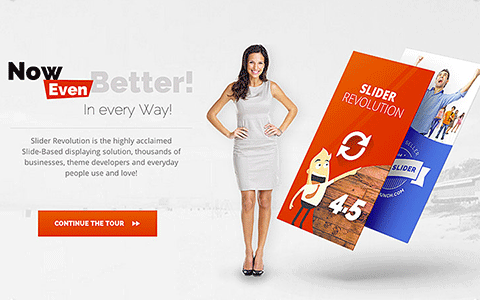 Now
Even
Better!
In every Way!
Slider Revolution is the highly acclaimed
Slide-Based displaying solution, thousands of
businesses, theme developers and everyday
people use and love!
CONTINUE THE TOUR
SLIDER
REVOLUTION
4.5
SLIDER